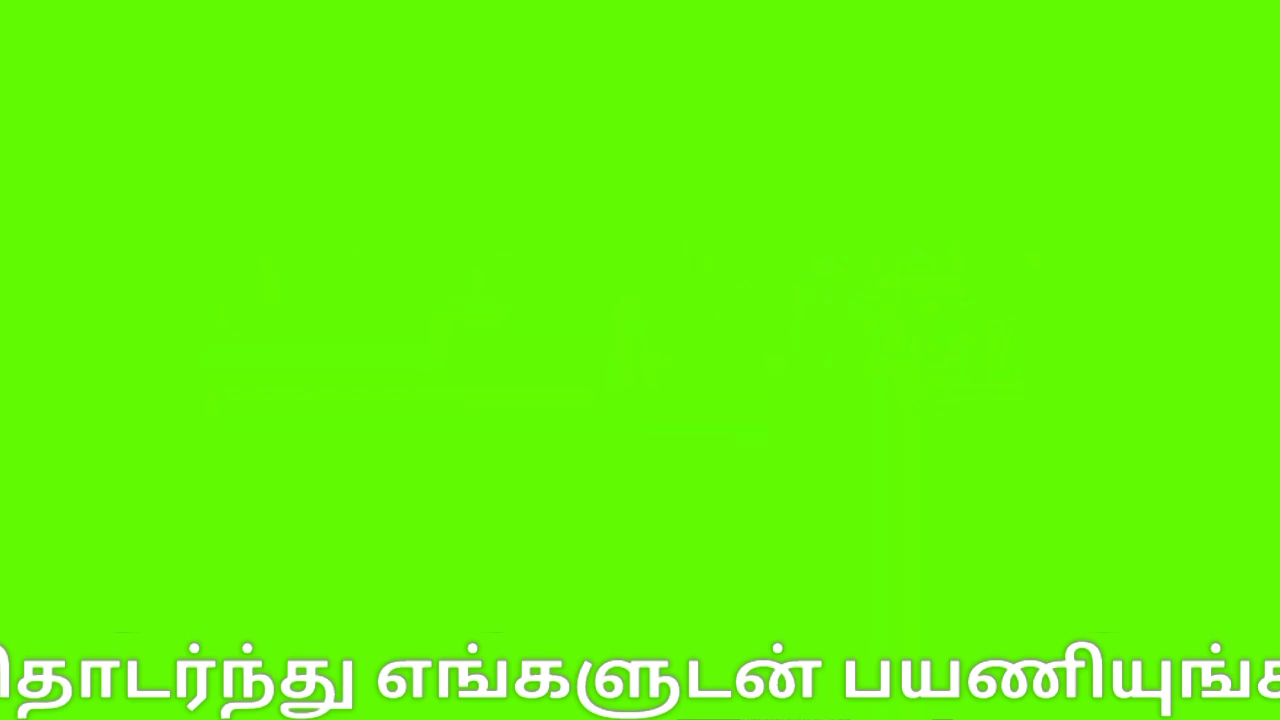 தொடர்ந்து எங்களுடன் பயணியுங்க